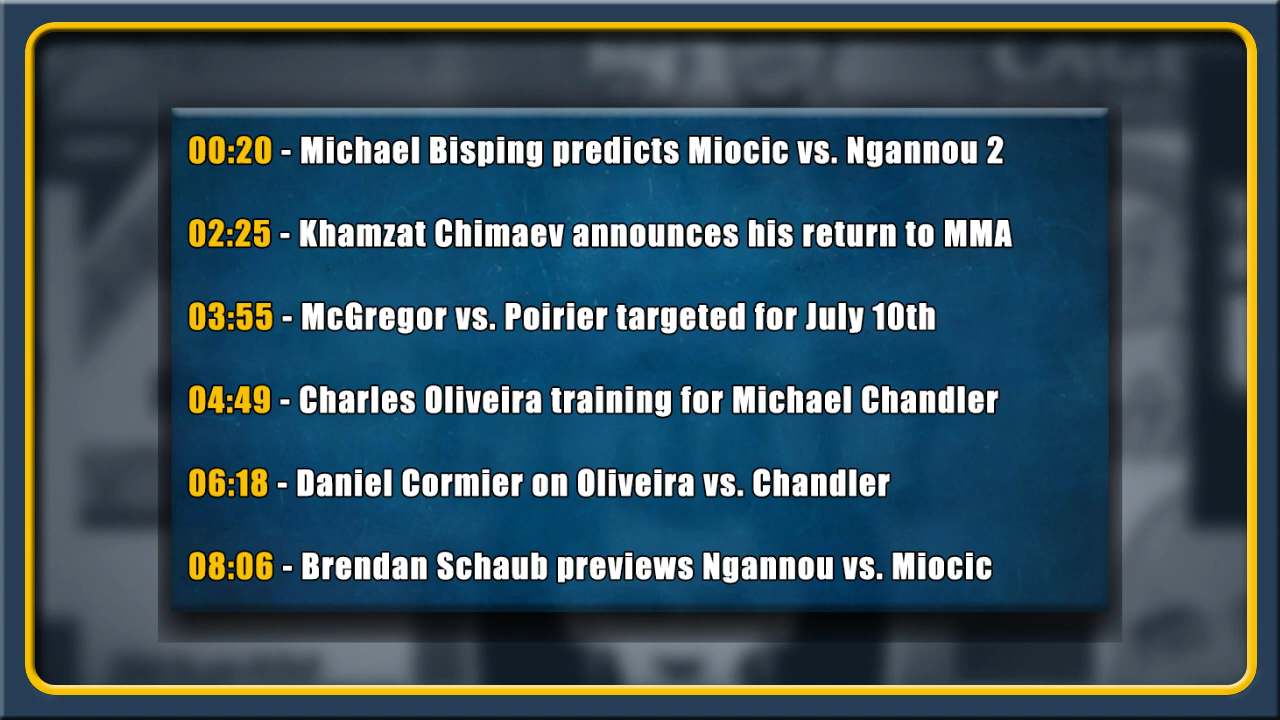 00:20 - Michael Bisping predicts Miocic vs. Ngannou 2
02:25 - Khamzat Chimaev announces his return to MMA
03:55 - McGregor vs. Poirier targeted for July 10th
04:49 - Charles Oliveira training for Michael Chandler
06:18 - Daniel Cormier on Oliveira vs. Chandler
08:06 - Brendan Schaub previews Ngannou vs. Miocic